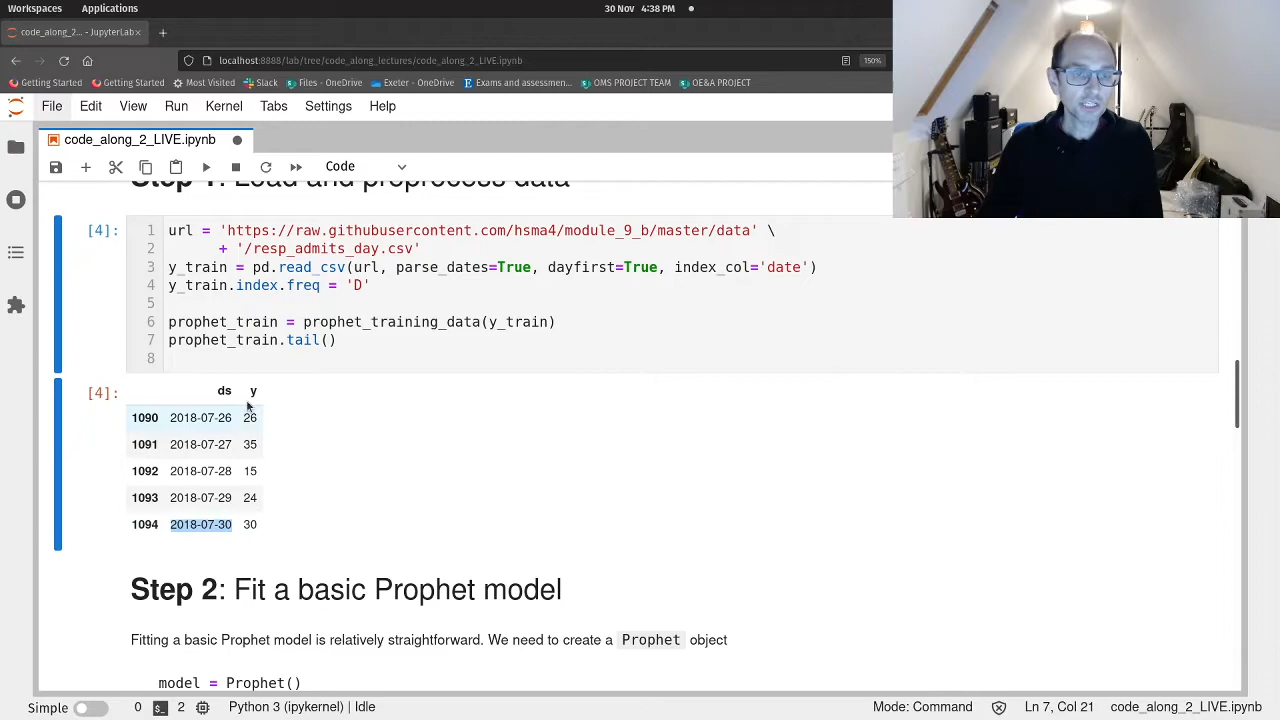 Workspaces Applications 30 Nov 4:38 PM
code_along_2... - JupyterLab
localhost:8888/lab/tree/code_along_lectures/code_along_2_LIVE.ipynb 150%
Getting Started Getting Started Most Visited Slack Files - OneDrive Exeter - OneDrive Exams and assessmen... OMS PROJECT TEAM OE&A PROJECT
File Edit View Run Kernel Tabs Settings Help
code_along_2_LIVE.ipynb
Code
Step 1: Load and preprocess data
[4]:
1 url = 'https://raw.githubusercontent.com/hsma4/module_9_b/master/data' \
2 + '/resp_admits_day.csv'
3 y_train = pd.read_csv(url, parse_dates=True, dayfirst=True, index_col='date')
4 y_train.index.freq = 'D'
5
6 prophet_train = prophet_training_data(y_train)
7 prophet_train.tail()
8
[4]:
ds y
1090 2018-07-26 26
1091 2018-07-27 35
1092 2018-07-28 15
1093 2018-07-29 24
1094 2018-07-30 30
Step 2: Fit a basic Prophet model
Fitting a basic Prophet model is relatively straightforward. We need to create a Prophet object
model = Prophet()
Simple 0 2 Python 3 (ipykernel) | Idle Mode: Command Ln 7, Col 21 code_along_2_LIVE.ipynb